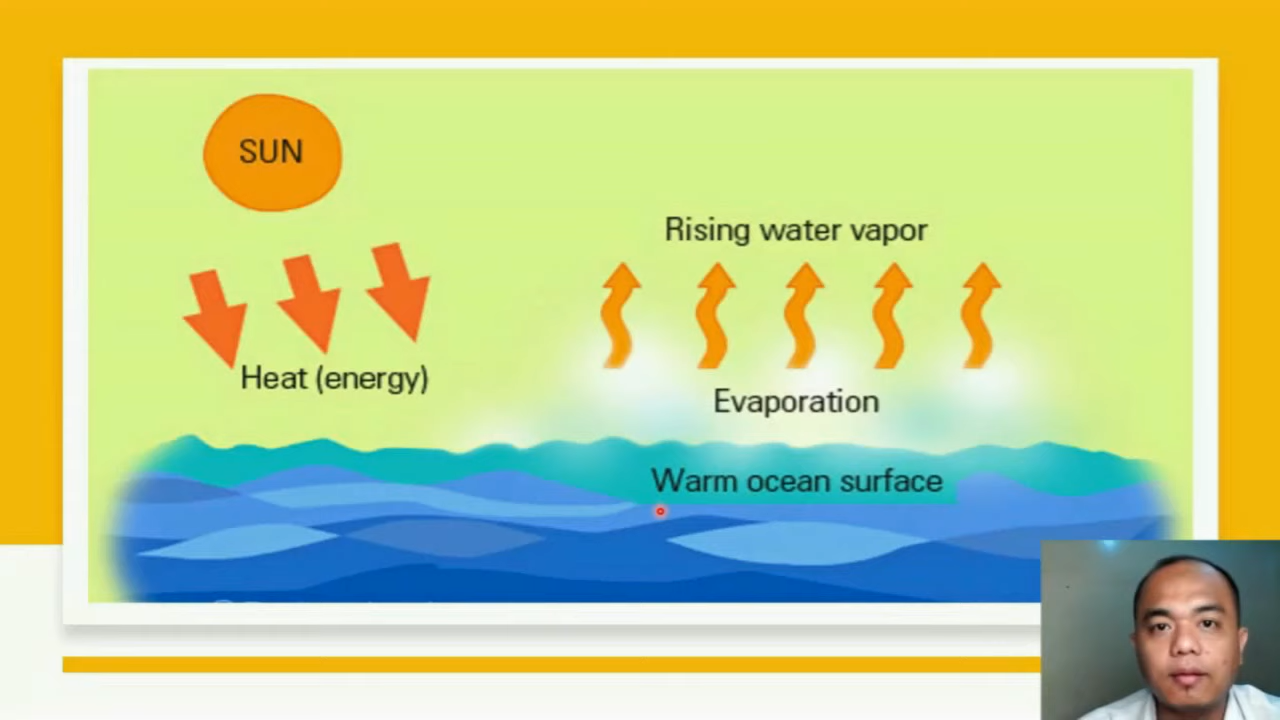 SUN
Rising water vapor
Heat (energy)
Evaporation
Warm ocean surface